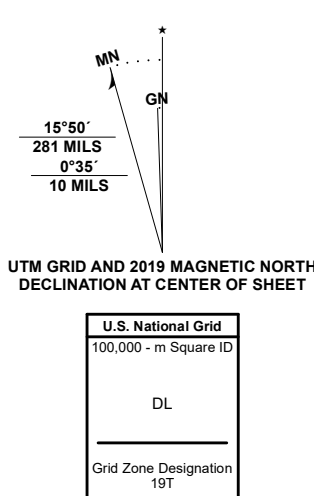 ★
MN
GN
15°50´
281 MILS
0°35´
10 MILS
UTM GRID AND 2019 MAGNETIC NORTH
DECLINATION AT CENTER OF SHEET
U.S. National Grid
100,000 - m Square ID
DL
Grid Zone Designation
19T